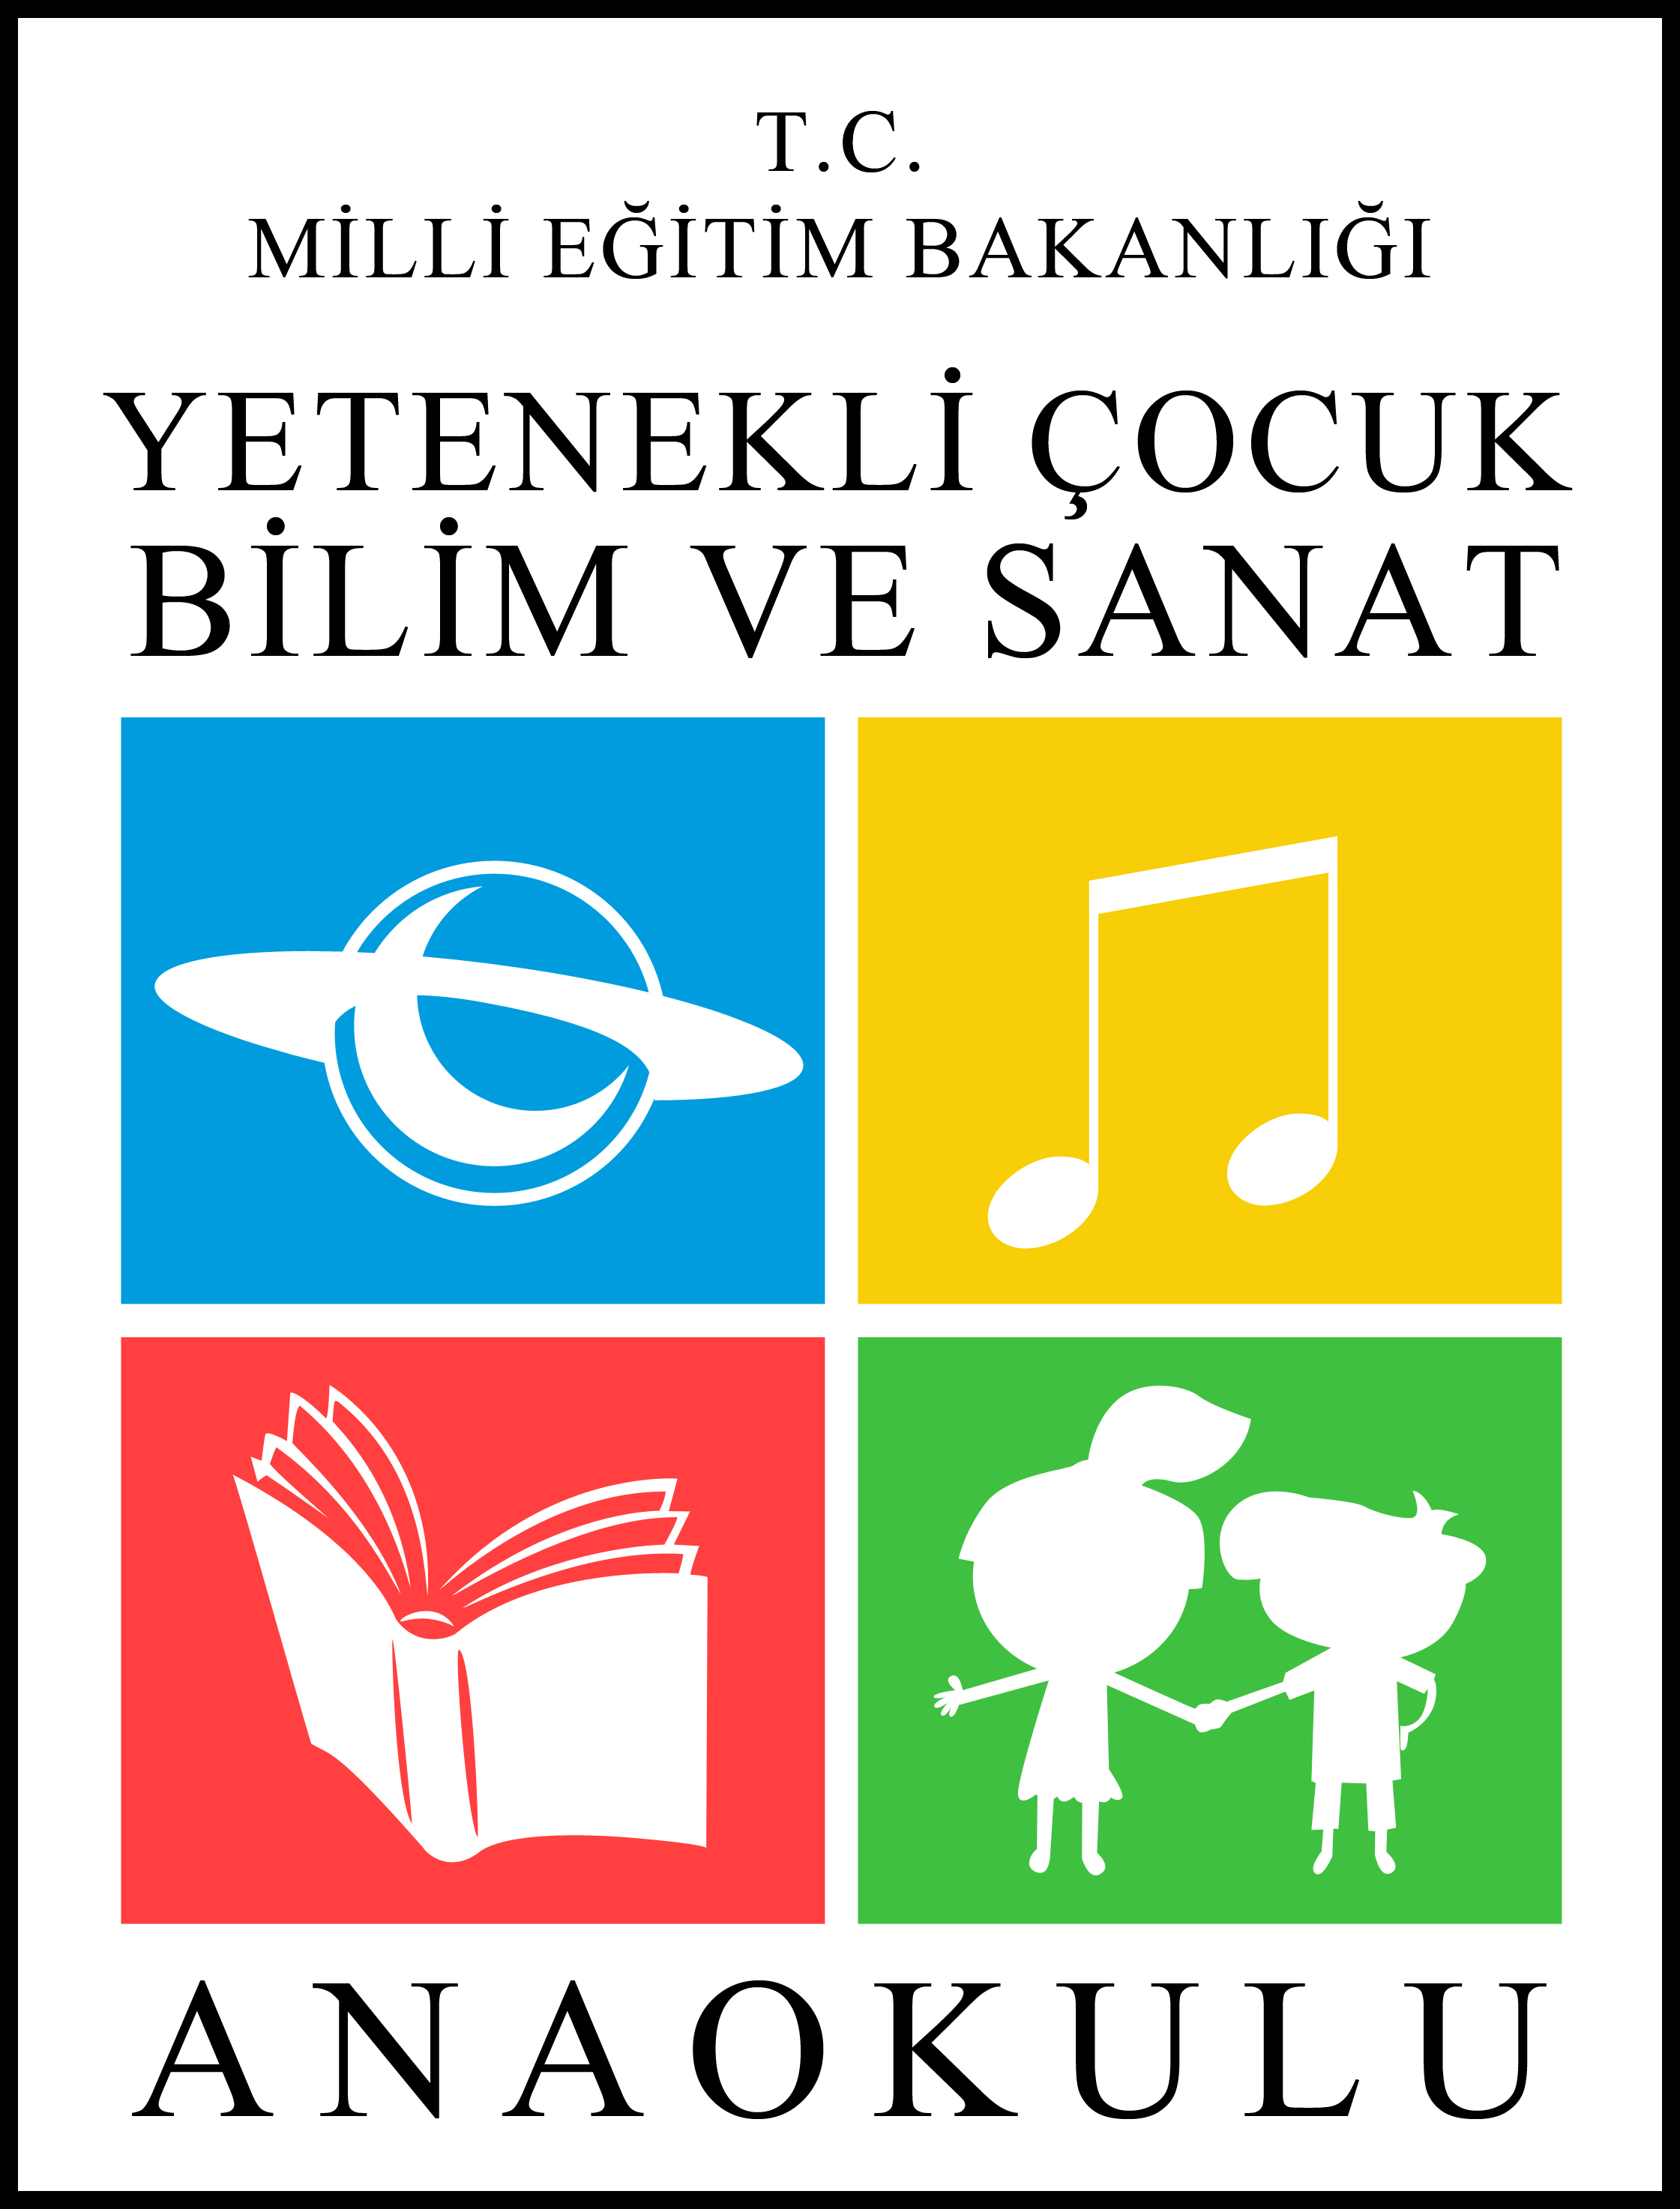 T.C.
MİLLİ EĞİTİM BAKANLIĞI
YETENEKLİ ÇOCUK
BİLİM VE SANAT
ANAOKULU